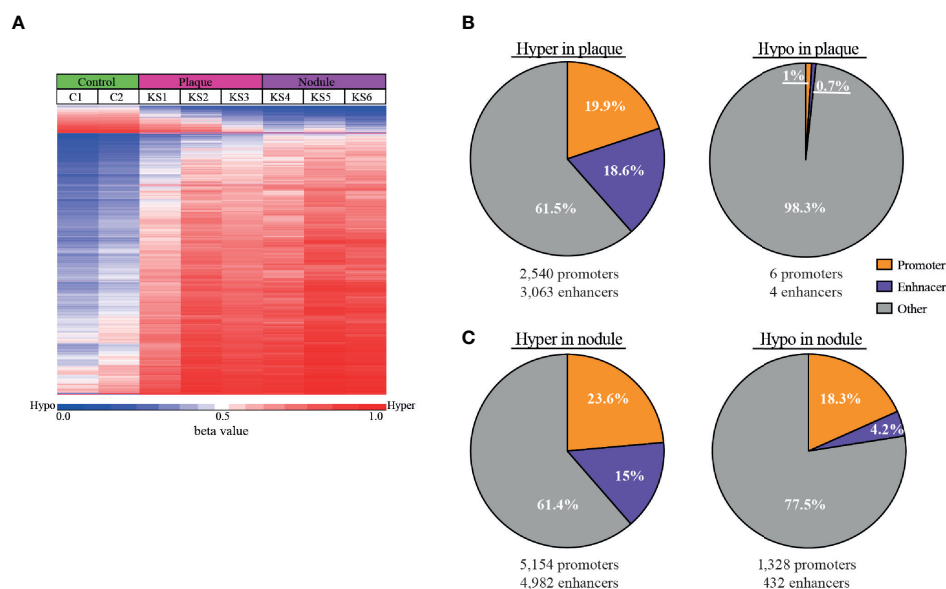 A
Control Plaque Nodule
C1 C2 KS1 KS2 KS3 KS4 KS5 KS6
Hypo Hyper
0.0 0.5 1.0
beta value
B
Hyper in plaque
19.9%
18.6%
61.5%
2,540 promoters
3,063 enhancers
Hypo in plaque
1%
0.7%
98.3%
6 promoters
4 enhancers
Promoter
Enhnacer
Other
C
Hyper in nodule
23.6%
15%
61.4%
5,154 promoters
4,982 enhancers
Hypo in nodule
18.3%
4.2%
77.5%
1,328 promoters
432 enhancers